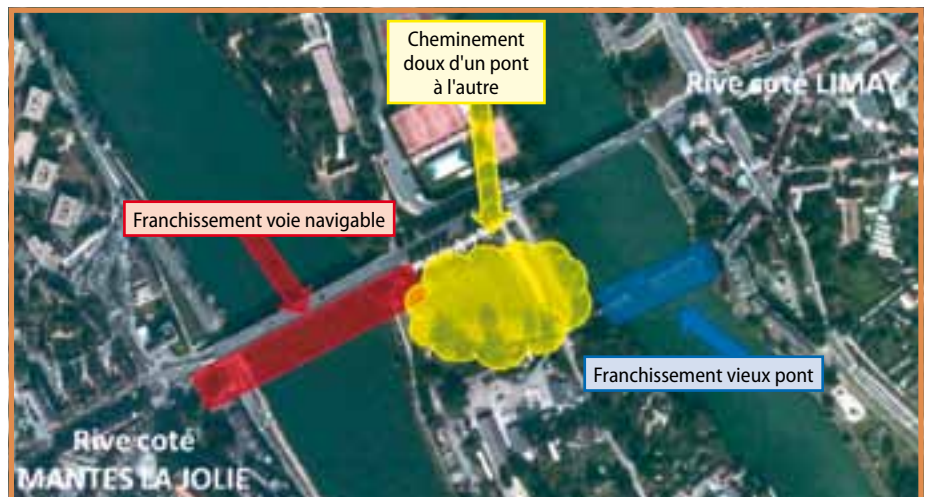 Cheminement
doux d'un pont
à l'autre
Rive coté LIMAY
Franchissement voie navigable
Franchissement vieux pont
Rive coté
MANTES LA JOLIE